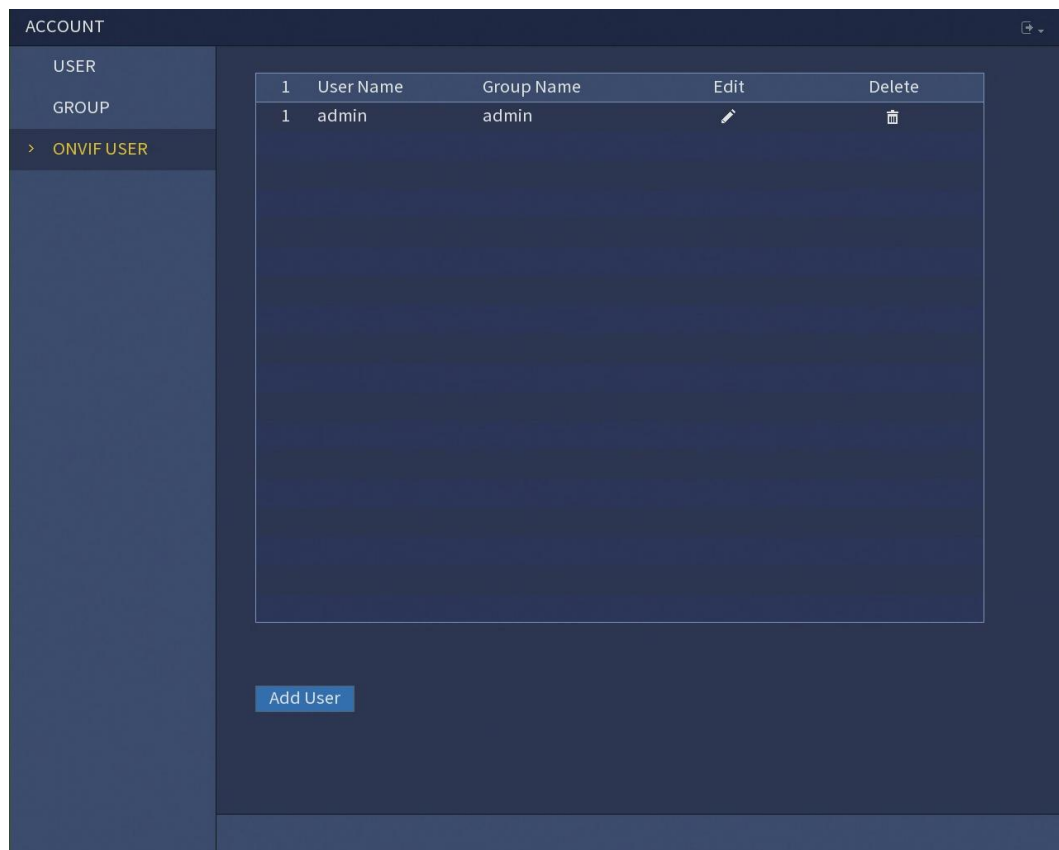 ACCOUNT
USER
GROUP
> ONVIF USER
1 User Name Group Name Edit Delete
1 admin admin
Add User